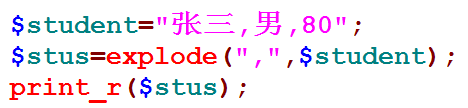 $student="张三,男,80";
$stus=explode(",",$student);
print_r($stus);